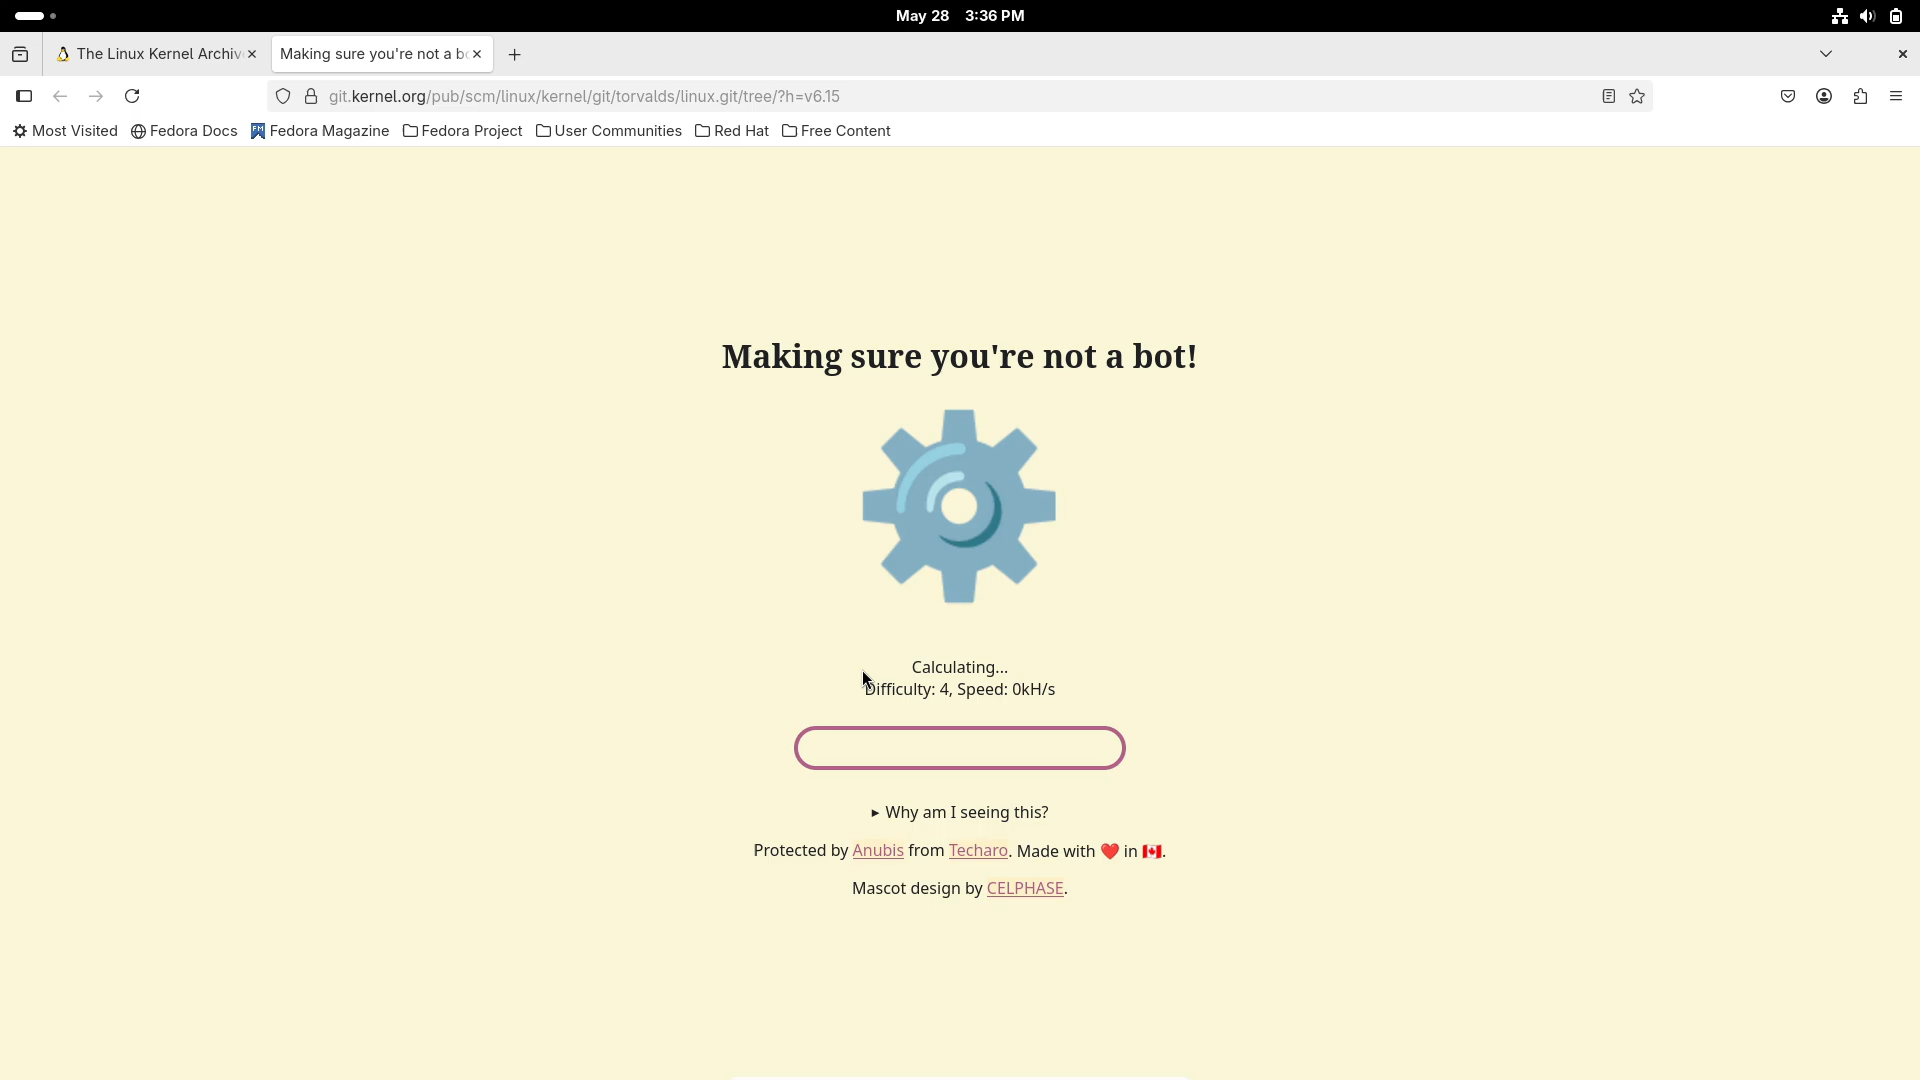 May 28 3:36 PM
The Linux Kernel Archiv
Making sure you're not a b
git.kernel.org/pub/scm/linux/kernel/git/torvalds/linux.git/tree/?h=v6.15
Most Visited Fedora Docs Fedora Magazine Fedora Project User Communities Red Hat Free Content
Making sure you're not a bot!
Calculating...
Difficulty: 4, Speed: 0kH/s
▸ Why am I seeing this?
Protected by Anubis from Techaro. Made with ❤️ in 🇨🇦.
Mascot design by CELPHASE.